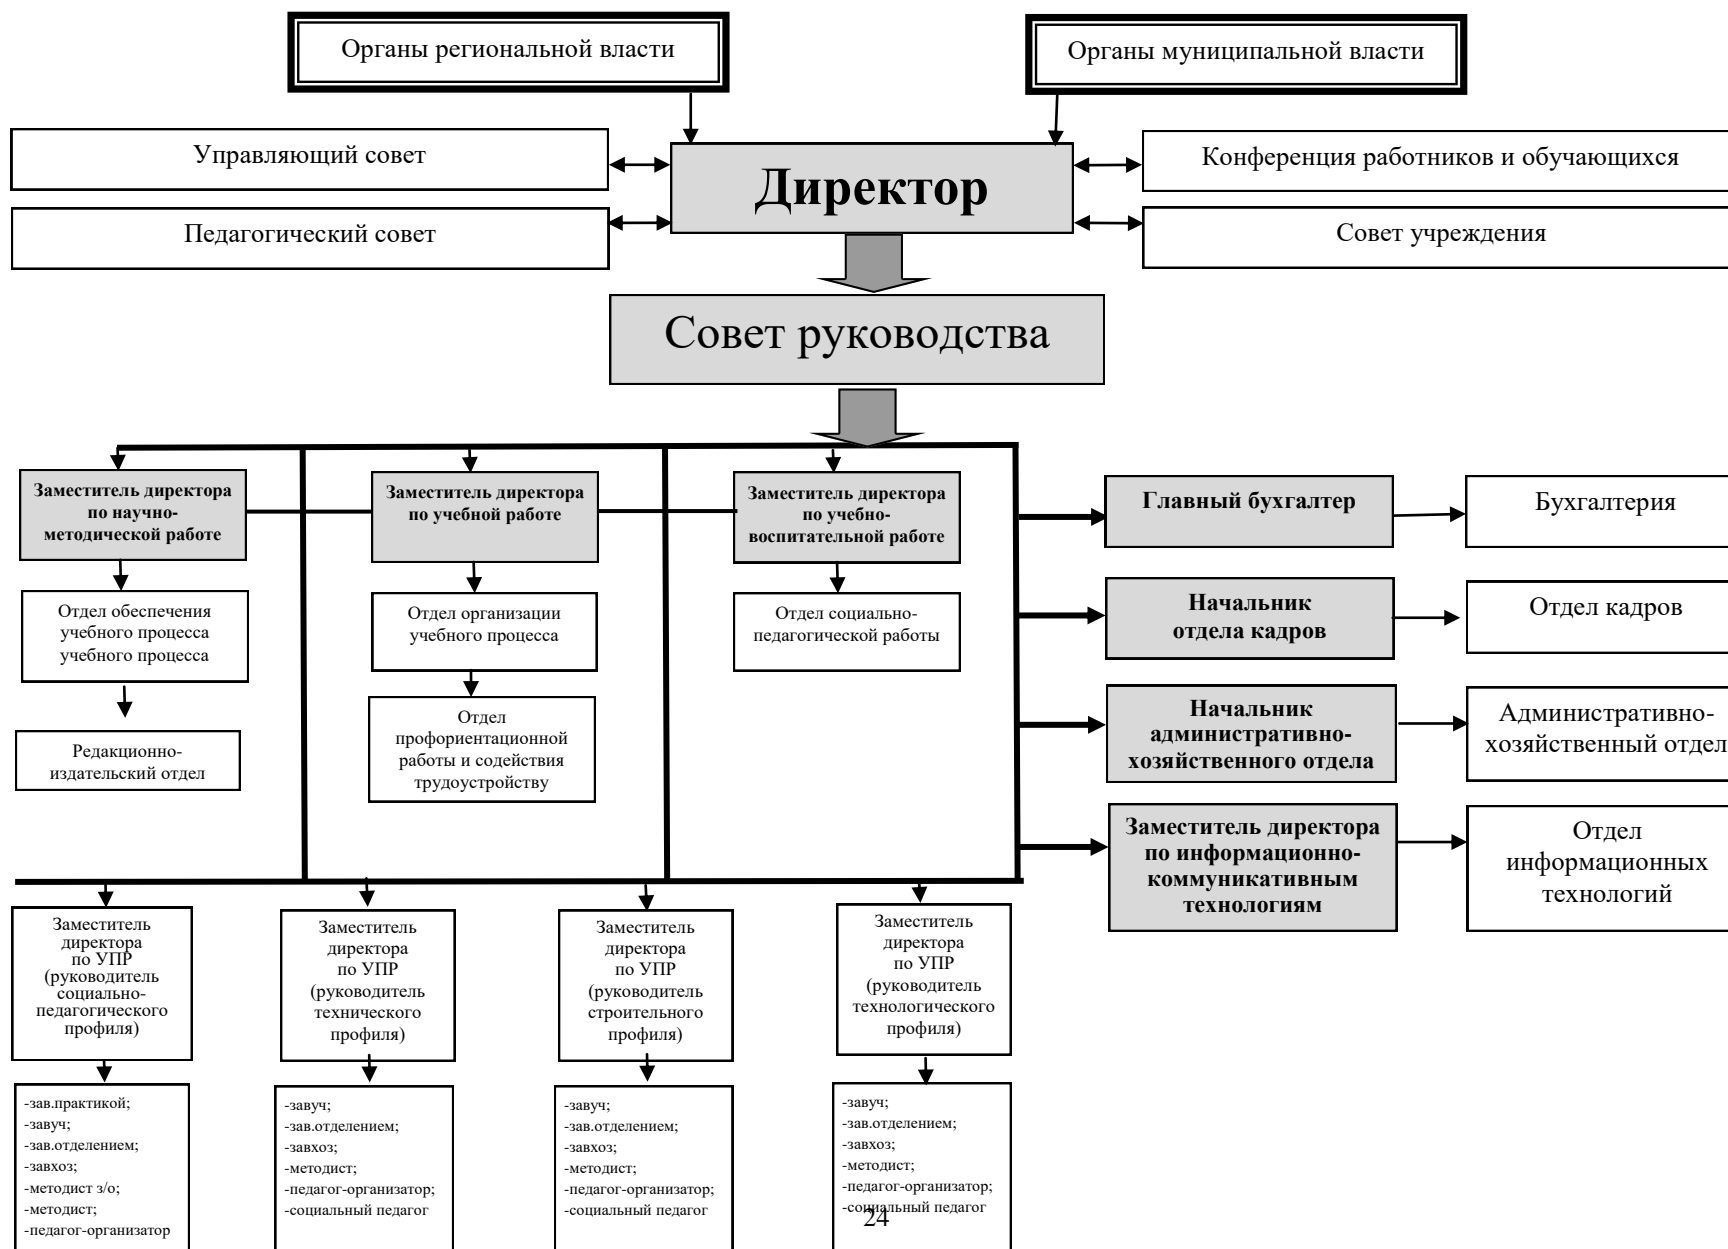 Органы региональной власти
Органы муниципальной власти
Управляющий совет
Директор
Конференция работников и обучающихся
Педагогический совет
Совет учреждения
Совет руководства
Заместитель директора
по научно-
методической работе
Заместитель директора
по учебной работе
Заместитель директора
по учебно-
воспитательной работе
Главный бухгалтер
Бухгалтерия
Отдел обеспечения
учебного процесса
учебного процесса
Отдел организации
учебного процесса
Отдел социально-
педагогической работы
Начальник
отдела кадров
Отдел кадров
Редакционно-
издательский отдел
Отдел
профориентационной
работы и содействия
трудоустройству
Начальник
административно-
хозяйственного отдела
Административно-
хозяйственный отдел
Заместитель директора
по информационно-
коммуникативным
технологиям
Отдел
информационных
технологий
Заместитель
директора
по УПР
(руководитель
социально-
педагогического
профиля)
Заместитель
директора
по УПР
(руководитель
технического
профиля)
Заместитель
директора
по УПР
(руководитель
строительного
профиля)
Заместитель
директора
по УПР
(руководитель
технологического
профиля)
-зав.практикой;
-завуч;
-зав.отделением;
-завхоз;
-методист з/о;
-методист;
-педагог-организатор
-завуч;
-зав.отделением;
-завхоз;
-методист;
-педагог-организатор;
-социальный педагог
-завуч;
-зав.отделением;
-завхоз;
-методист;
-педагог-организатор;
-социальный педагог
-завуч;
-зав.отделением;
-завхоз;
-методист;
-педагог-организатор;
-социальный педагог
24